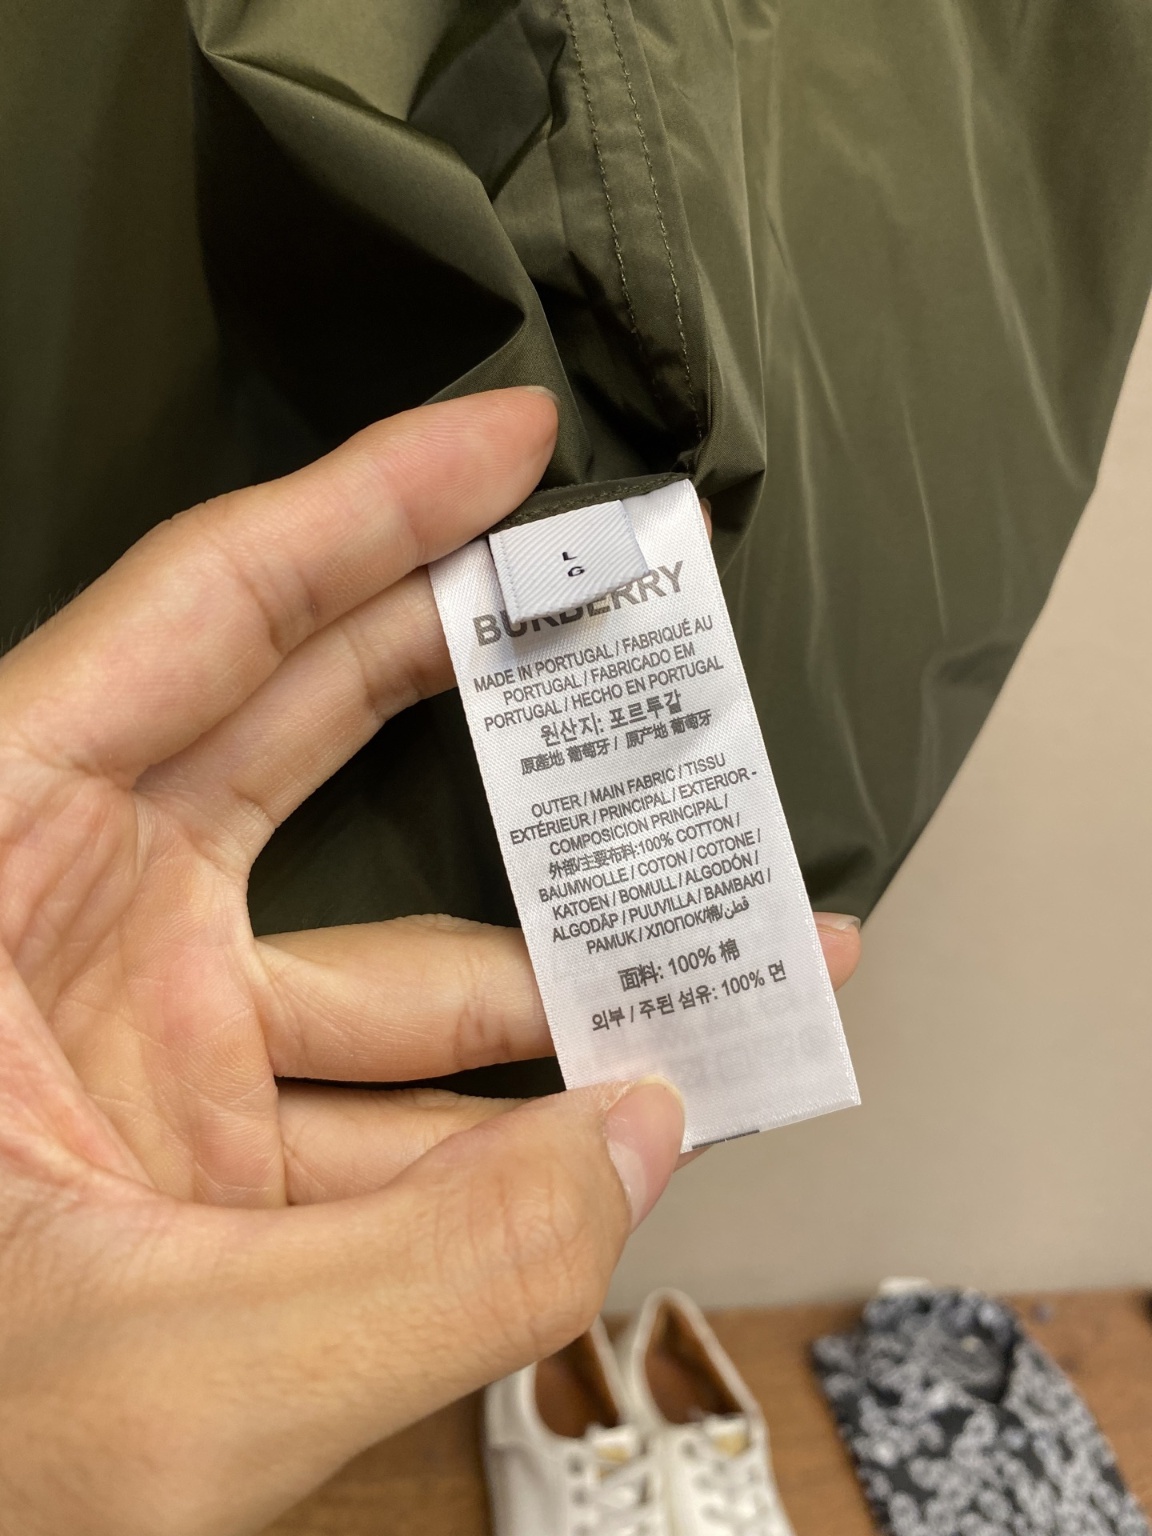 L
G
BURBERRY
MADE IN PORTUGAL / FABRIQUÉ AU
PORTUGAL / FABRICADO EM
PORTUGAL / HECHO EN PORTUGAL
원산지: 포르투갈
原產地 葡萄牙 / 原产地 葡萄牙
OUTER / MAIN FABRIC / TISSU
EXTÉRIEUR / PRINCIPAL / EXTERIOR -
COMPOSICION PRINCIPAL /
外部/主要布料:100% COTTON /
BAUMWOLLE / COTON / COTONE /
KATOEN / BOMULL / ALGODÓN /
ALGODÃP / PUUVILLA / BAMBAKI /
PAMUK / ХЛОПОК/棉/قطن
面料: 100% 棉
외부 / 주된 섬유: 100% 면